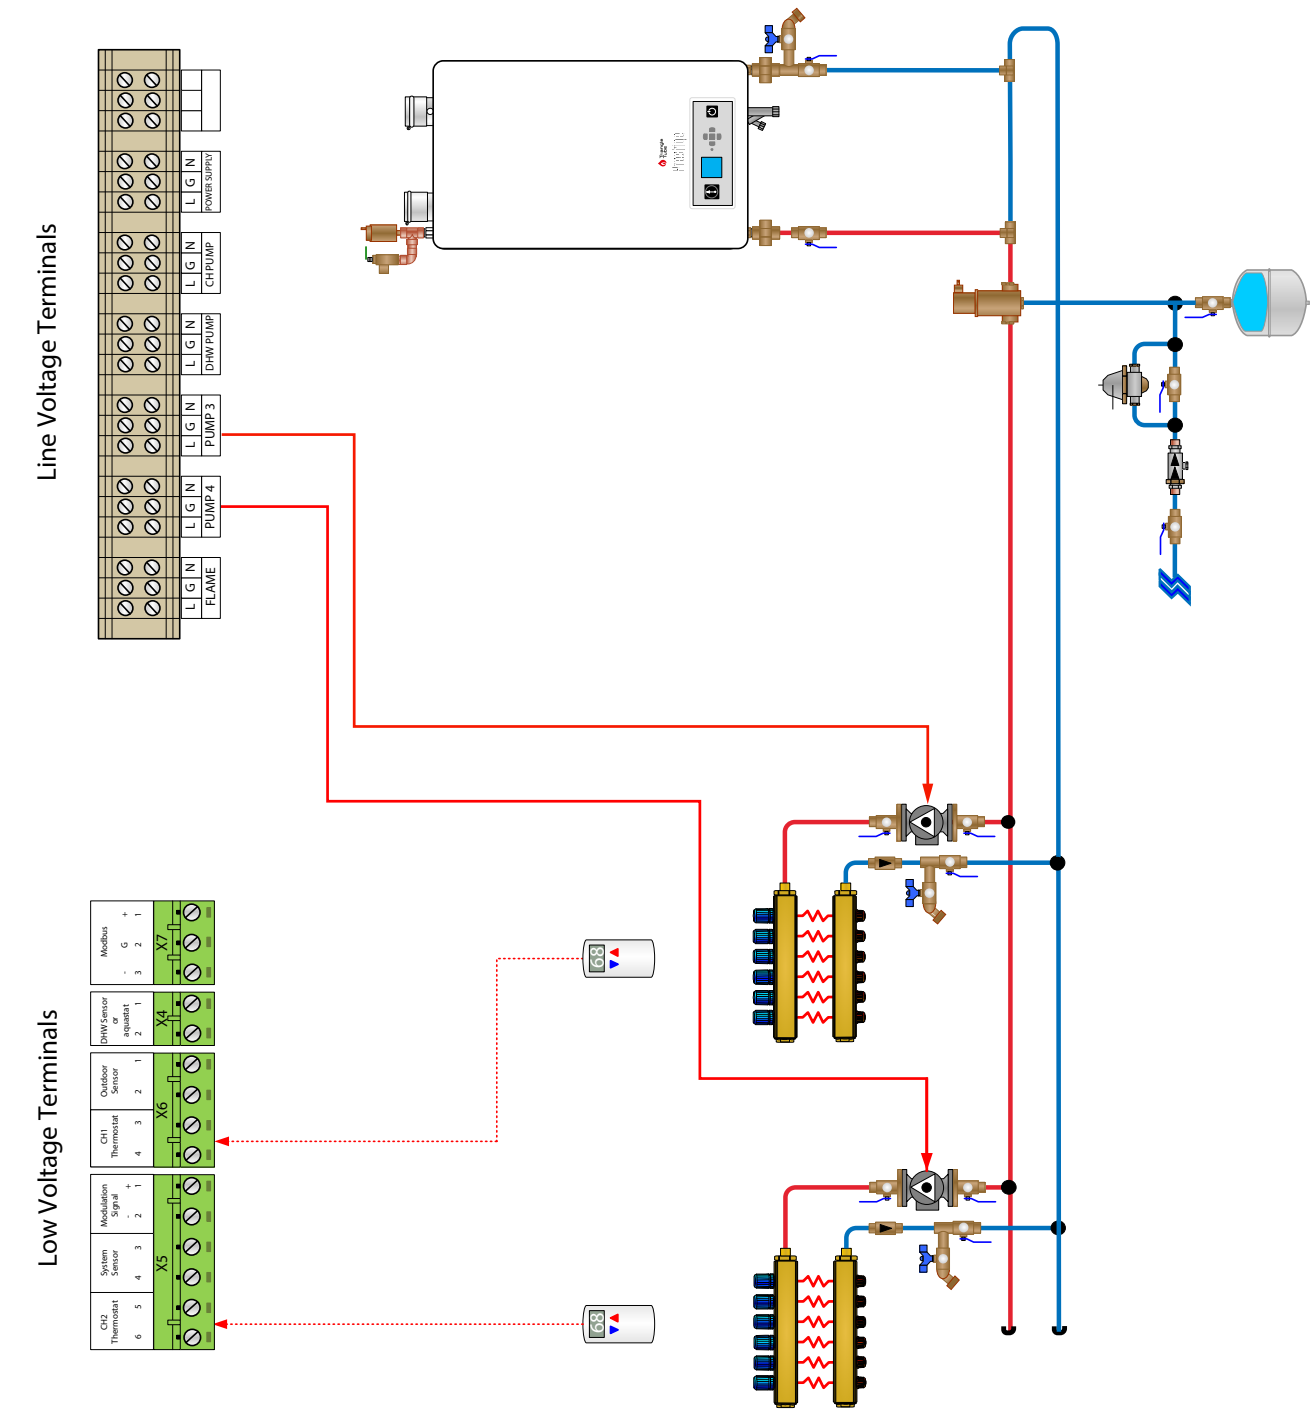 Line Voltage Terminals
N
G
L
POWER SUPPLY
N
G
L
CH PUMP
N
G
L
DHW PUMP
N
G
L
PUMP 3
N
G
L
PUMP 4
N
G
L
FLAME
Triangle
Tube
Low Voltage Terminals
Modbus
+
G
-
1
2
3
X7
DHW Sensor
or
aquastat
1
2
X4
Outdoor
Sensor
1
2
CH1
Thermostat
3
4
X6
Modulation
Signal
+
-
1
2
System
Sensor
3
4
CH2
Thermostat
5
6
X5
68
68